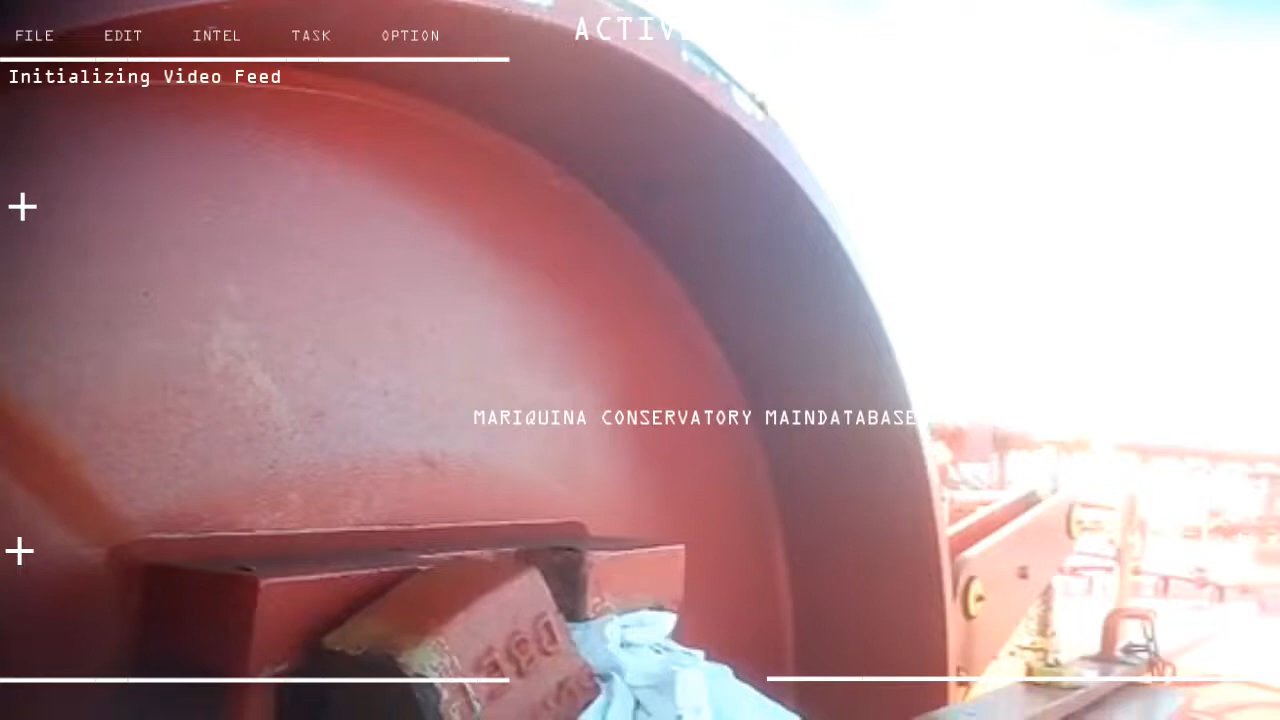 FILE EDIT INTEL TASK OPTION
Initializing Video Feed
MARIQUINA CONSERVATORY MAINDATABASE